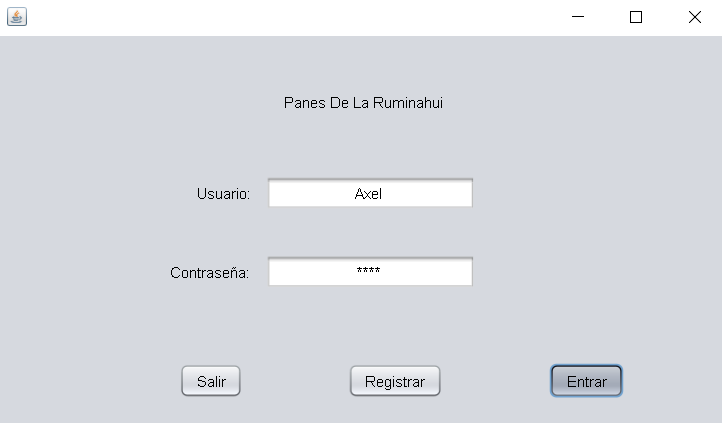 Panes De La Ruminahui
Usuario: Axel
Contraseña: ****
Salir Registrar Entrar